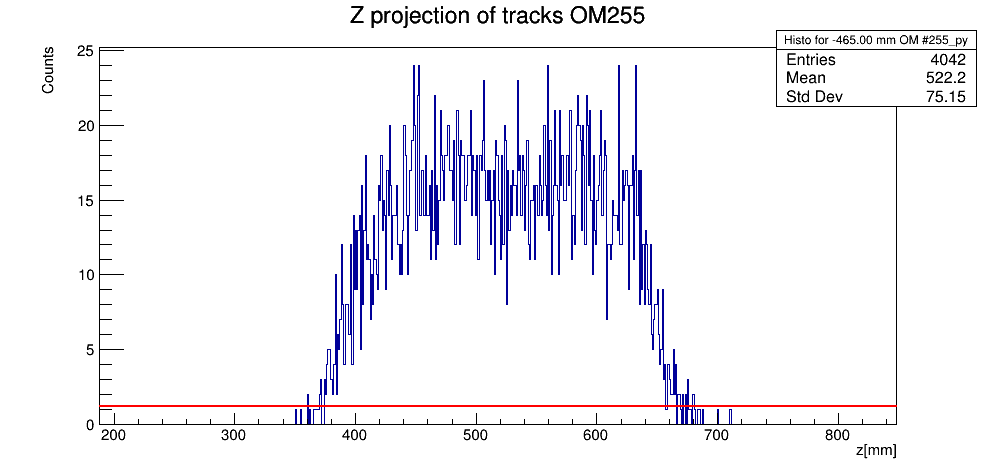 Z projection of tracks OM255
Histo for -465.00 mm OM #255_py
Entries 4042
Mean 522.2
Std Dev 75.15
Counts
25
20
15
10
5
0
200 300 400 500 600 700 800
z[mm]